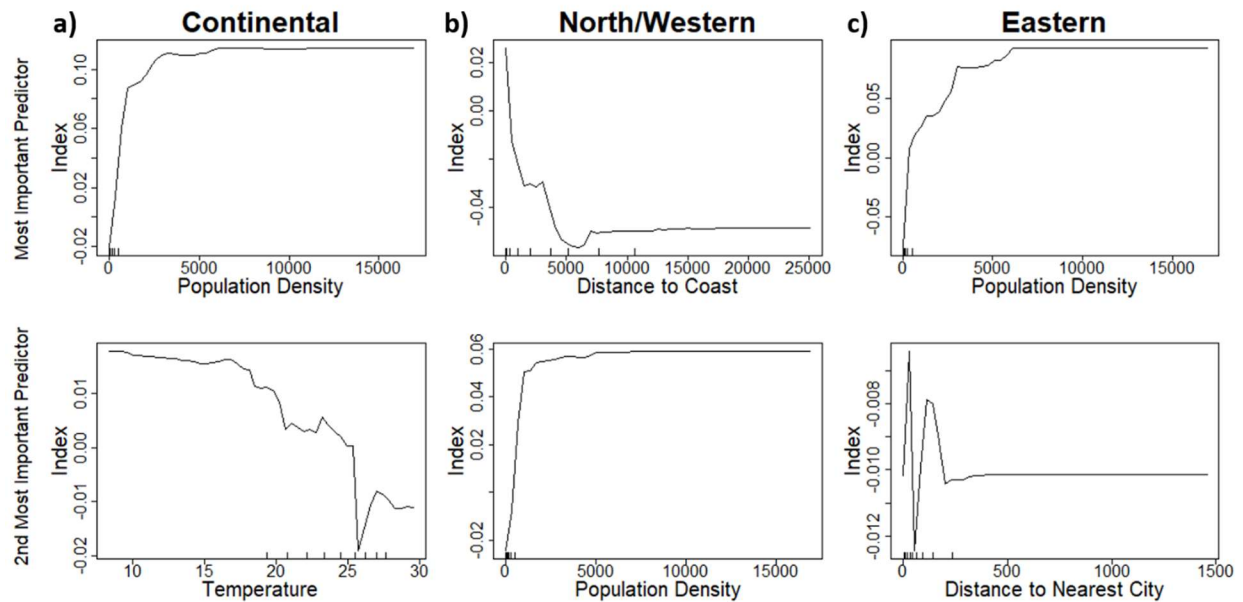 a) Continental b) North/Western c) Eastern
Most Important Predictor
Index
-0.02 0.02 0.06 0.10
0 5000 10000 15000
Population Density
Index
-0.04 0.00 0.02
0 5000 10000 15000 20000 25000
Distance to Coast
Index
-0.05 0.00 0.05
0 5000 10000 15000
Population Density
2nd Most Important Predictor
Index
-0.02 -0.01 0.00 0.01
10 15 20 25 30
Temperature
Index
-0.02 0.02 0.04 0.06
0 5000 10000 15000
Population Density
Index
-0.012 -0.010 -0.008
0 500 1000 1500
Distance to Nearest City